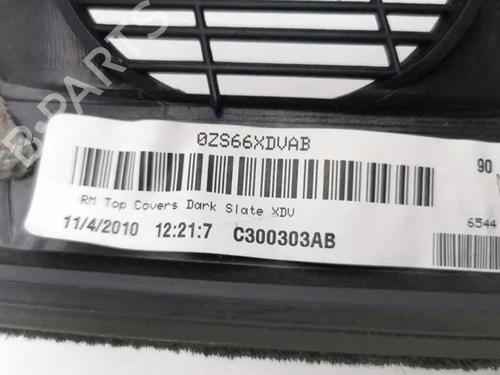 0ZS66XDVAB
90
RM Top Covers Dark Slate XDV
6544
11/4/2010 12:21:7 C300303AB
B-PARTS